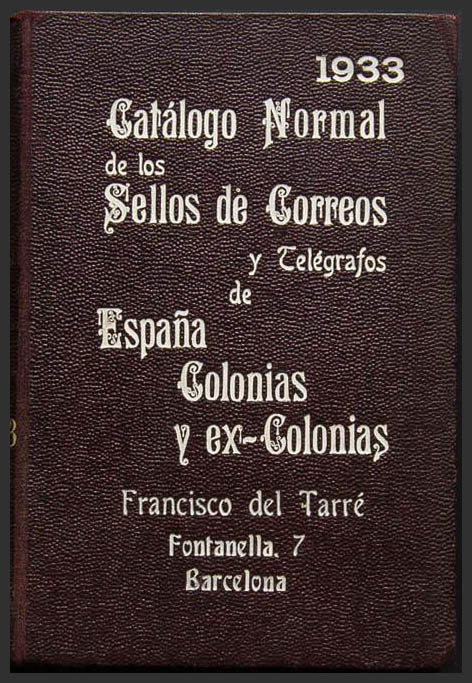 1933
Catálogo Normal
de los
Sellos de Correos
y Telégrafos
de
España
Colonias
y ex-Colonias
Francisco del Tarré
Fontanella, 7
Barcelona